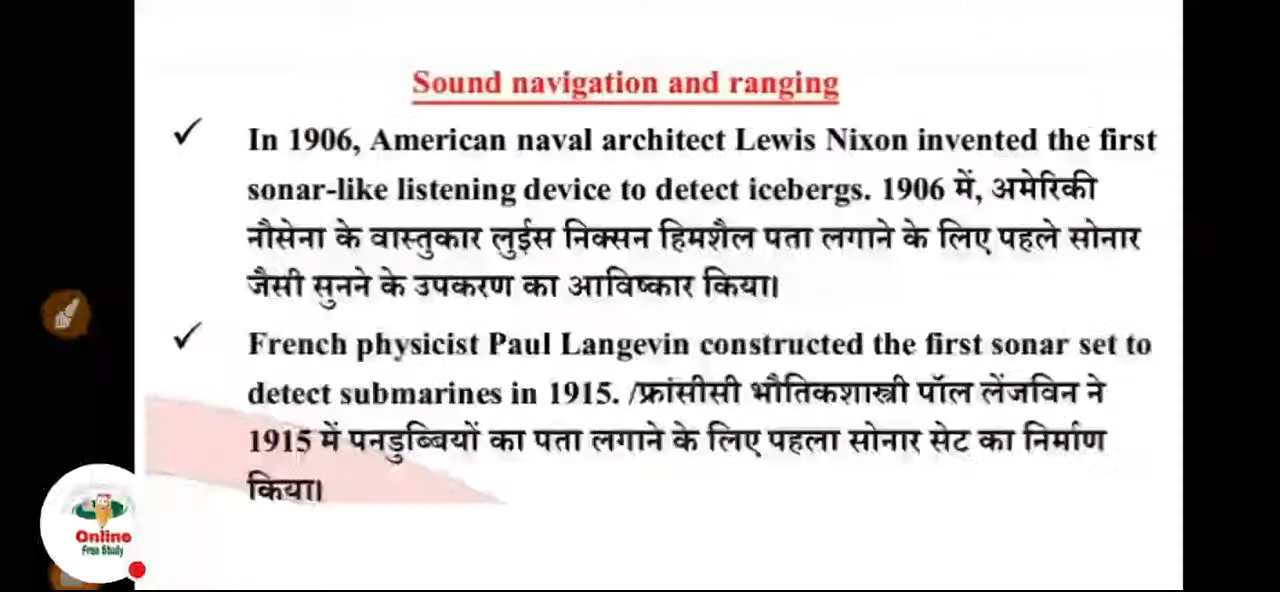 Sound navigation and ranging
✓ In 1906, American naval architect Lewis Nixon invented the first
sonar-like listening device to detect icebergs. 1906 में, अमेरिकी
नौसेना के वास्तुकार लुईस निक्सन हिमशैल पता लगाने के लिए पहले सोनार
जैसी सुनने के उपकरण का आविष्कार किया।
✓ French physicist Paul Langevin constructed the first sonar set to
detect submarines in 1915. /फ्रांसीसी भौतिकशास्त्री पॉल लेंजविन ने
1915 में पनडुब्बियों का पता लगाने के लिए पहला सोनार सेट का निर्माण
किया।
Online
Free Study